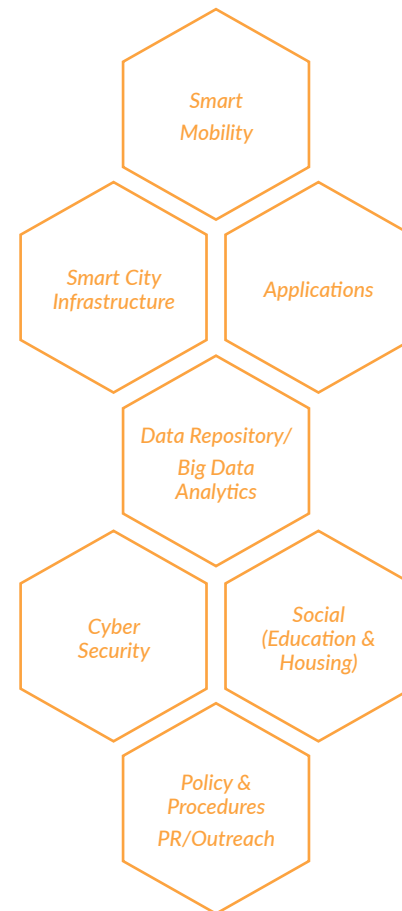 Smart
Mobility
Smart City
Infrastructure
Applications
Data Repository/
Big Data
Analytics
Cyber
Security
Social
(Education &
Housing)
Policy &
Procedures
PR/Outreach